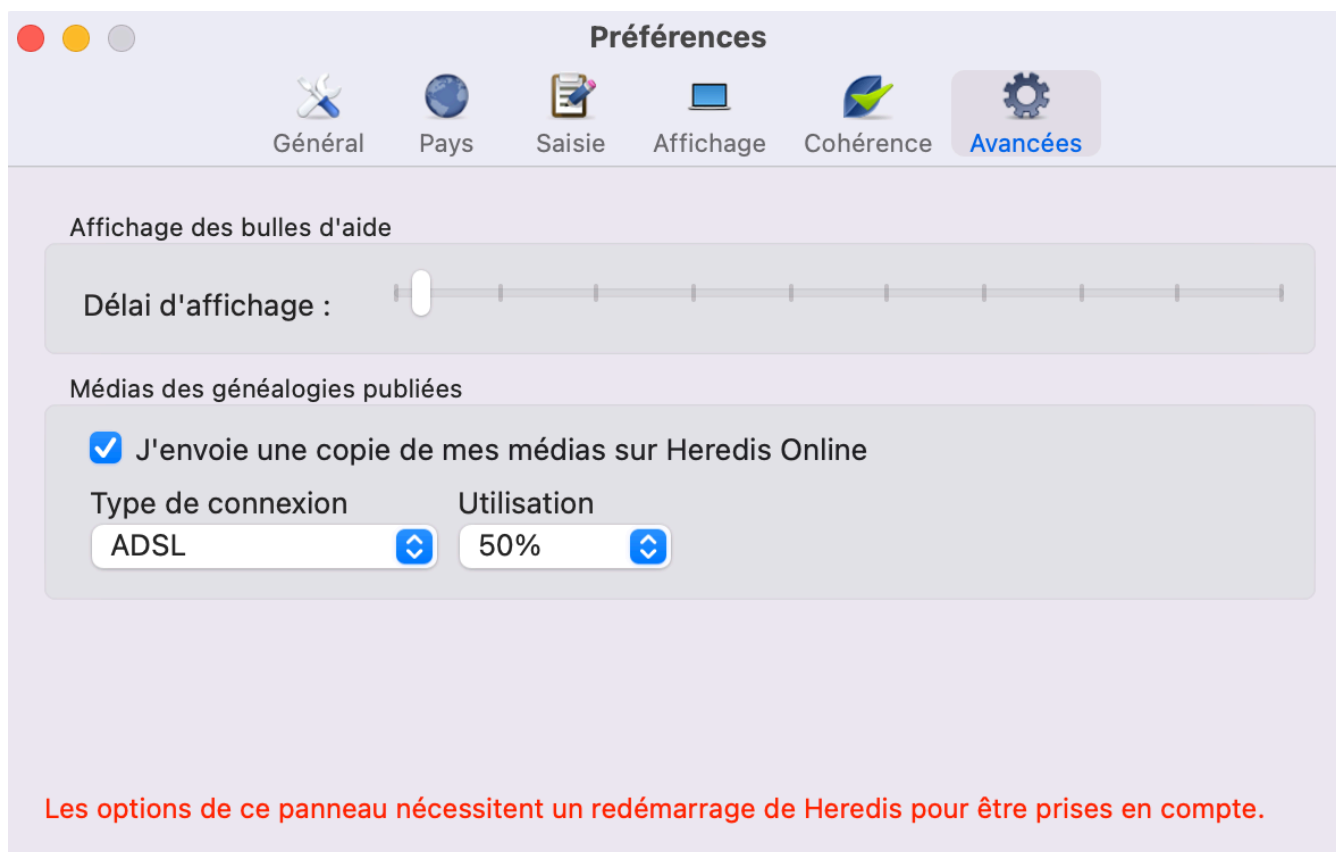 Préférences
Général Pays Saisie Affichage Cohérence Avancées
Affichage des bulles d'aide
Délai d'affichage :
Médias des généalogies publiées
J'envoie une copie de mes médias sur Heredis Online
Type de connexion Utilisation
ADSL 50%
Les options de ce panneau nécessitent un redémarrage de Heredis pour être prises en compte.